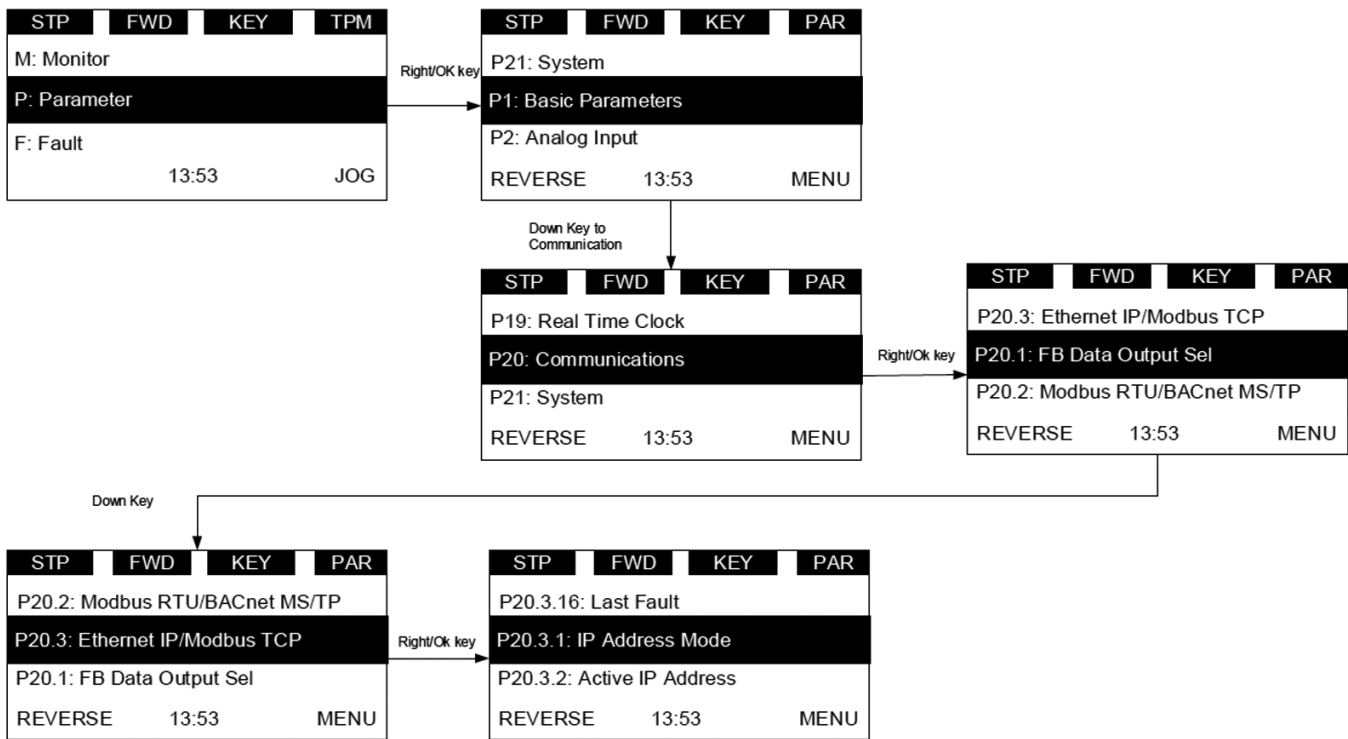 STP FWD KEY TPM
M: Monitor
P: Parameter
F: Fault
13:53 JOG
Right/OK key
STP FWD KEY PAR
P21: System
P1: Basic Parameters
P2: Analog Input
REVERSE 13:53 MENU
Down Key to
Communication
STP FWD KEY PAR
P19: Real Time Clock
P20: Communications
P21: System
REVERSE 13:53 MENU
Right/Ok key
STP FWD KEY PAR
P20.3: Ethernet IP/Modbus TCP
P20.1: FB Data Output Sel
P20.2: Modbus RTU/BACnet MS/TP
REVERSE 13:53 MENU
Down Key
STP FWD KEY PAR
P20.2: Modbus RTU/BACnet MS/TP
P20.3: Ethernet IP/Modbus TCP
P20.1: FB Data Output Sel
REVERSE 13:53 MENU
Right/Ok key
STP FWD KEY PAR
P20.3.16: Last Fault
P20.3.1: IP Address Mode
P20.3.2: Active IP Address
REVERSE 13:53 MENU